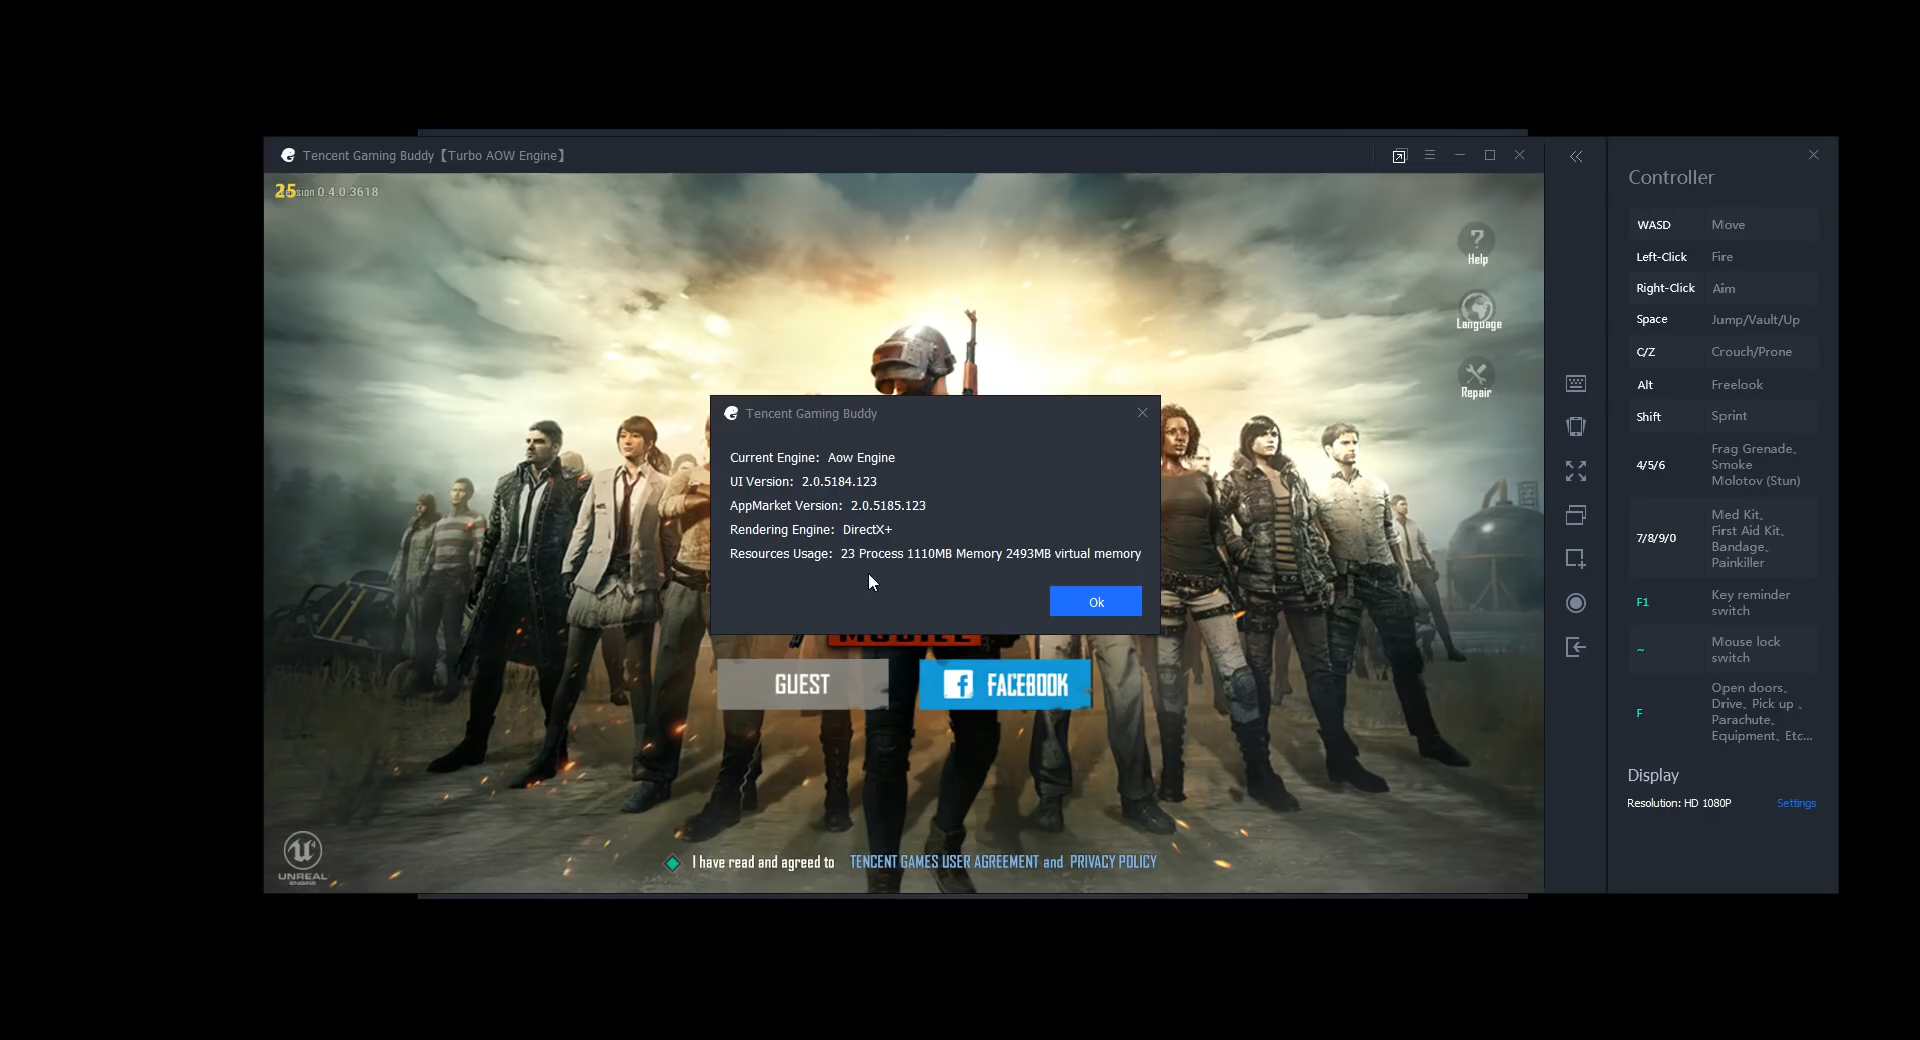 Tencent Gaming Buddy【Turbo AOW Engine】
25
sion 0.4.0.3618
Help
Language
Repair
Tencent Gaming Buddy
Current Engine: Aow Engine
UI Version: 2.0.5184.123
AppMarket Version: 2.0.5185.123
Rendering Engine: DirectX+
Resources Usage: 23 Process 1110MB Memory 2493MB virtual memory
Ok
MOBILE
GUEST
FACEBOOK
I have read and agreed to TENCENT GAMES USER AGREEMENT and PRIVACY POLICY
UNREAL
ENGINE
Controller
WASD Move
Left-Click Fire
Right-Click Aim
Space Jump/Vault/Up
C/Z Crouch/Prone
Alt Freelook
Shift Sprint
4/5/6 Frag Grenade、
Smoke
Molotov (Stun)
7/8/9/0 Med Kit、
First Aid Kit、
Bandage、
Painkiller
F1 Key reminder
switch
~ Mouse lock
switch
F Open doors、
Drive、Pick up 、
Parachute、
Equipment、Etc...
Display
Resolution: HD 1080P Settings